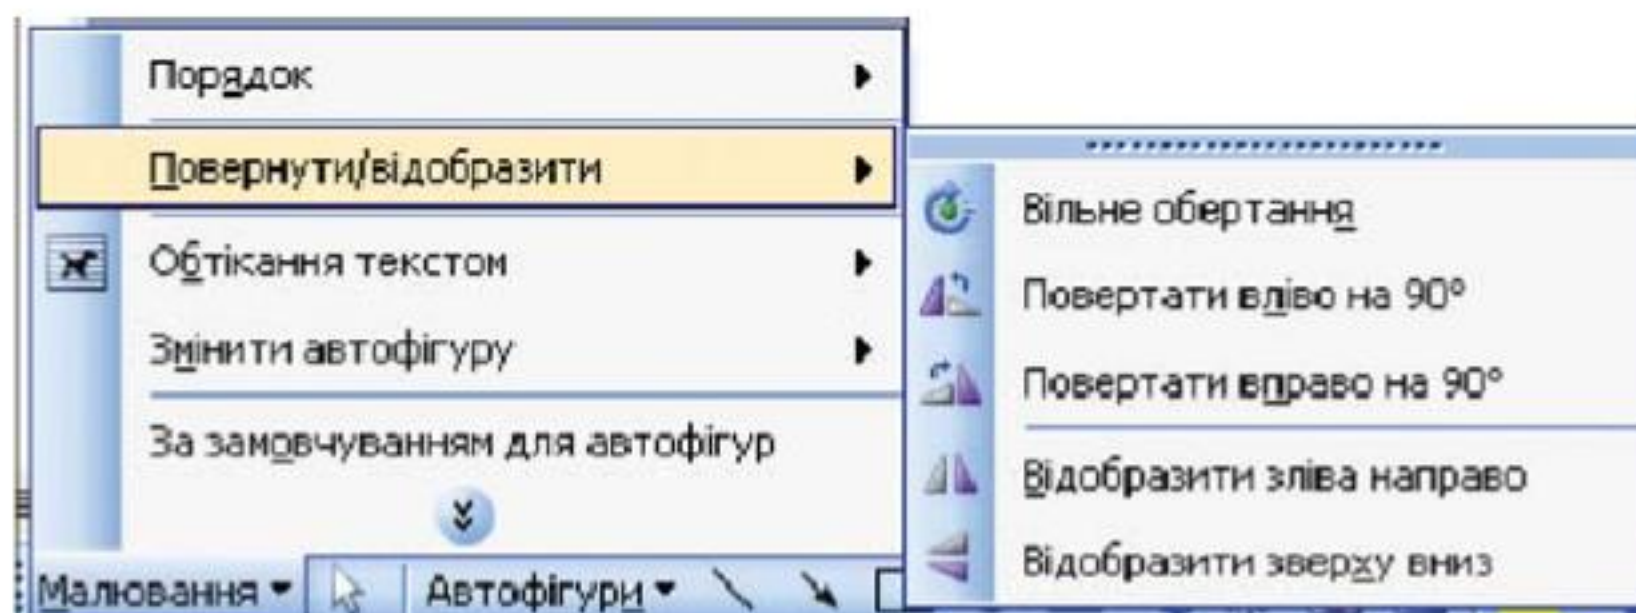 Порядок
Повернути/відобразити
Обтікання текстом
Змінити автофігуру
За замовчуванням для автофігур
Малювання
Автофігури
Вільне обертання
Повертати вліво на 90°
Повертати вправо на 90°
Відобразити зліва направо
Відобразити зверху вниз